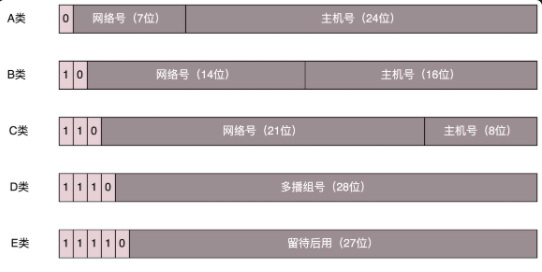 A类 0 网络号（7位） 主机号（24位）
B类 1 0 网络号（14位） 主机号（16位）
C类 1 1 0 网络号（21位） 主机号（8位）
D类 1 1 1 0 多播组号（28位）
E类 1 1 1 1 0 留待后用（27位）